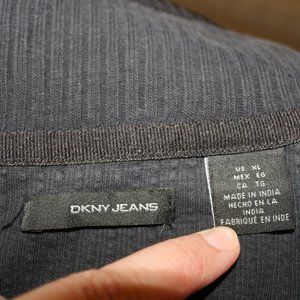 DKNY JEANS
US XL
MEX EG
CA TG
MADE IN INDIA
HECHO EN LA
INDIA
FABRIQUÉ EN INDE